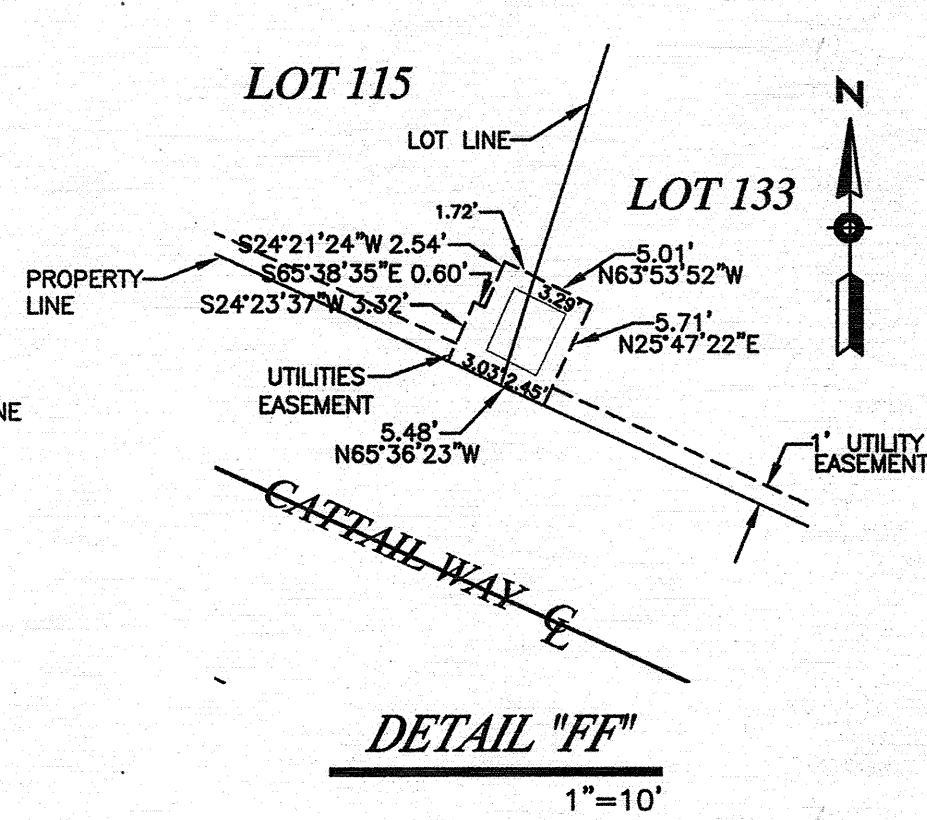 LOT 115
N
LOT LINE
LOT 133
1.72'
S24°21'24"W 2.54'
5.01'
N63°53'52"W
S65°38'35"E 0.60'
PROPERTY
LINE
S24°23'37"W 3.32'
3.29'
5.71'
N25°47'22"E
UTILITIES
EASEMENT
3.03'
2.45'
NE
5.48'
N65°36'23"W
1' UTILITY
EASEMENT
CATTAIL WAY CL
DETAIL "FF"
1"=10'